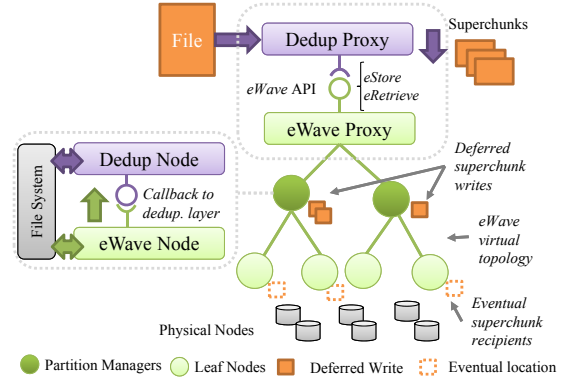 File
Dedup Proxy
Superchunks
eWave API
eStore
eRetrieve
eWave Proxy
Deferred
superchunk
writes
File System
Dedup Node
Callback to
dedup. layer
eWave Node
eWave
virtual
topology
Physical Nodes
Eventual
superchunk
recipients
Partition Managers
Leaf Nodes
Deferred Write
Eventual location